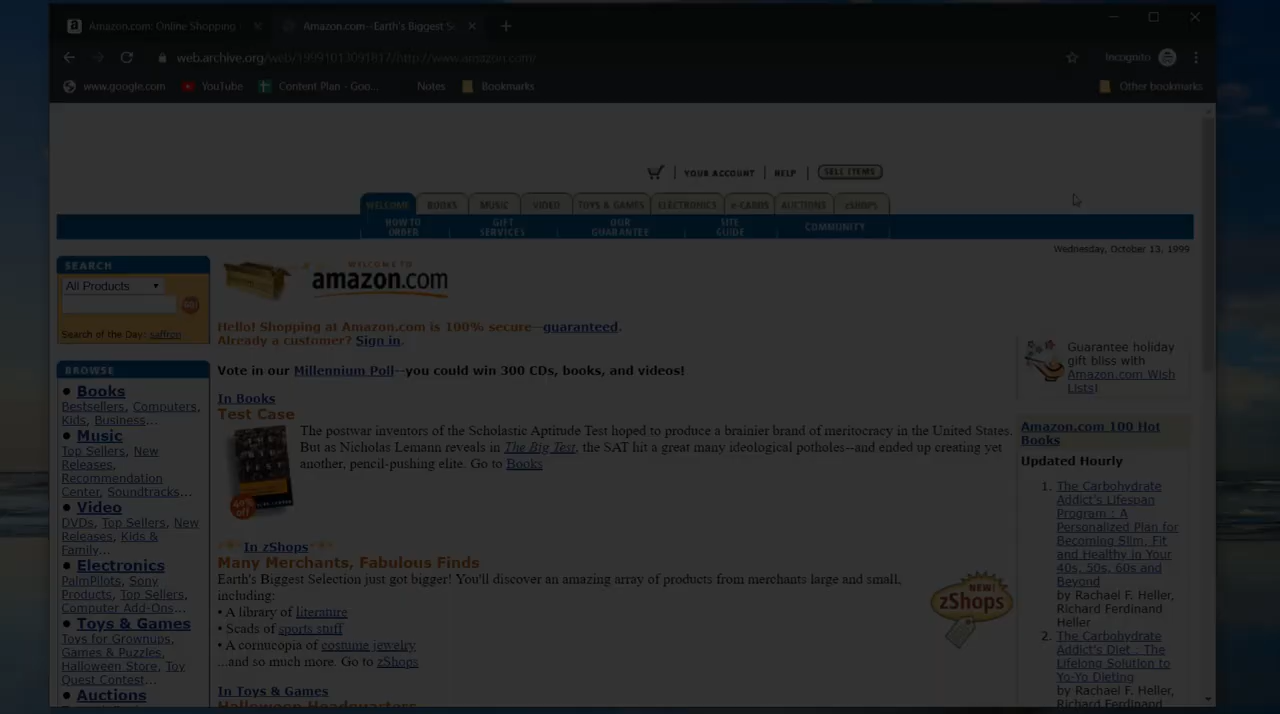 Amazon.com: Online Shopping
Amazon.com--Earth's Biggest Se
web.archive.org/web/19991013091817/http://www.amazon.com/
Incognito
www.google.com
YouTube
Content Plan - Goo...
Notes
Bookmarks
Other bookmarks
YOUR ACCOUNT
HELP
SELL ITEMS
WELCOME
BOOKS
MUSIC
VIDEO
TOYS & GAMES
ELECTRONICS
e-CARDS
AUCTIONS
zSHOPS
HOW TO ORDER
GIFT SERVICES
OUR GUARANTEE
SITE GUIDE
COMMUNITY
Wednesday, October 13, 1999
SEARCH
All Products
GO!
Search of the Day: saffron
WELCOME TO
amazon.com
Hello! Shopping at Amazon.com is 100% secure--guaranteed.
Already a customer? Sign in.
Vote in our Millennium Poll--you could win 300 CDs, books, and videos!
BROWSE
• Books
Bestsellers, Computers,
Kids, Business...
• Music
Top Sellers, New
Releases,
Recommendation
Center, Soundtracks...
• Video
DVDs, Top Sellers, New
Releases, Kids &
Family...
• Electronics
PalmPilots, Sony
Products, Top Sellers,
Computer Add-Ons...
• Toys & Games
Toys for Grownups,
Games & Puzzles,
Halloween Store, Toy
Quest Contest...
• Auctions
In Books
Test Case
40% off
The postwar inventors of the Scholastic Aptitude Test hoped to produce a brainier brand of meritocracy in the United States.
But as Nicholas Lemann reveals in The Big Test, the SAT hit a great many ideological potholes--and ended up creating yet
another, pencil-pushing elite. Go to Books
In zShops
Many Merchants, Fabulous Finds
Earth's Biggest Selection just got bigger! You'll discover an amazing array of products from merchants large and small,
including:
• A library of literature
• Scads of sports stuff
• A cornucopia of costume jewelry
...and so much more. Go to zShops
NEW!
zShops
In Toys & Games
Halloween Headquarters
Guarantee holiday
gift bliss with
Amazon.com Wish
Lists!
Amazon.com 100 Hot
Books
Updated Hourly
1. The Carbohydrate
Addict's Lifespan
Program : A
Personalized Plan for
Becoming Slim, Fit
and Healthy in Your
40s, 50s, 60s and
Beyond
by Rachael F. Heller,
Richard Ferdinand
Heller
2. The Carbohydrate
Addict's Diet : The
Lifelong Solution to
Yo-Yo Dieting
by Rachael F. Heller,
Richard Ferdinand